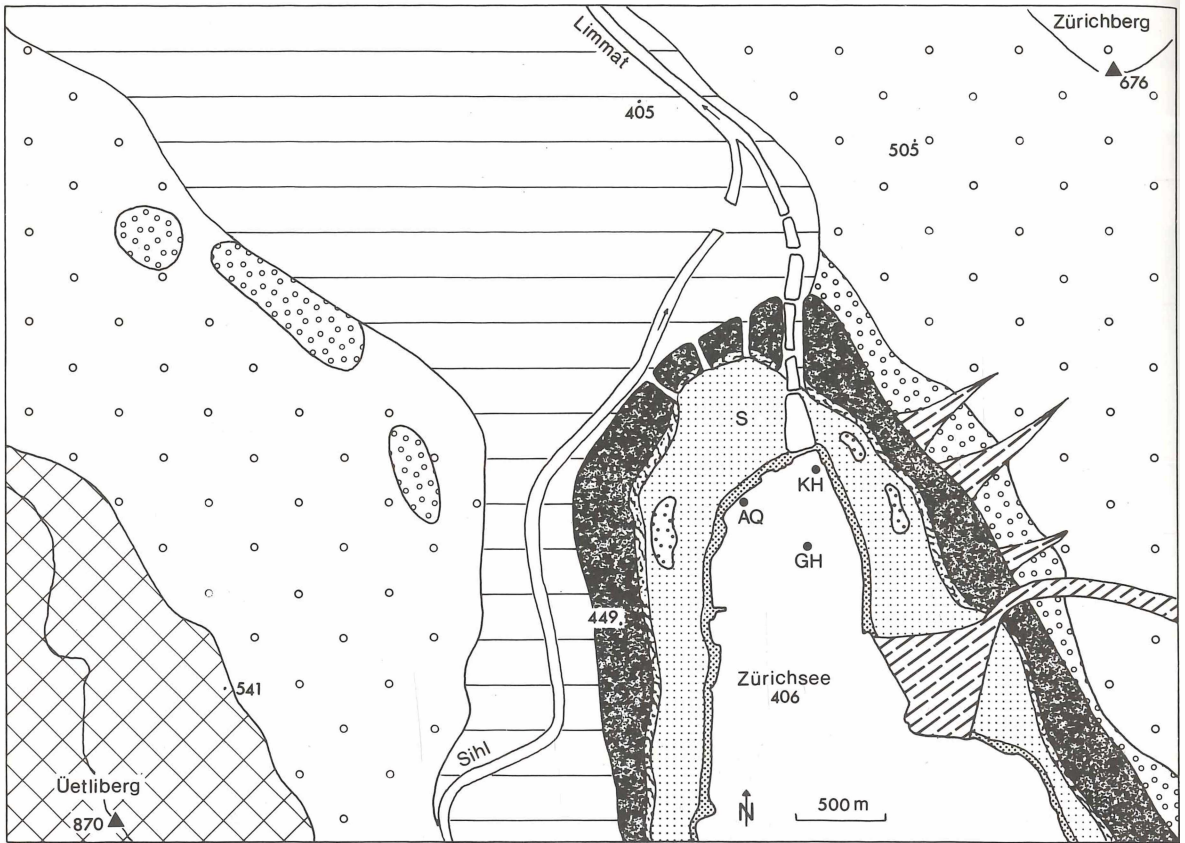 Limmat
Zürichberg
676
405
505
S
KH
AQ
GH
449
Zürichsee
406
541
Sihl
Üetliberg
870
N
500 m